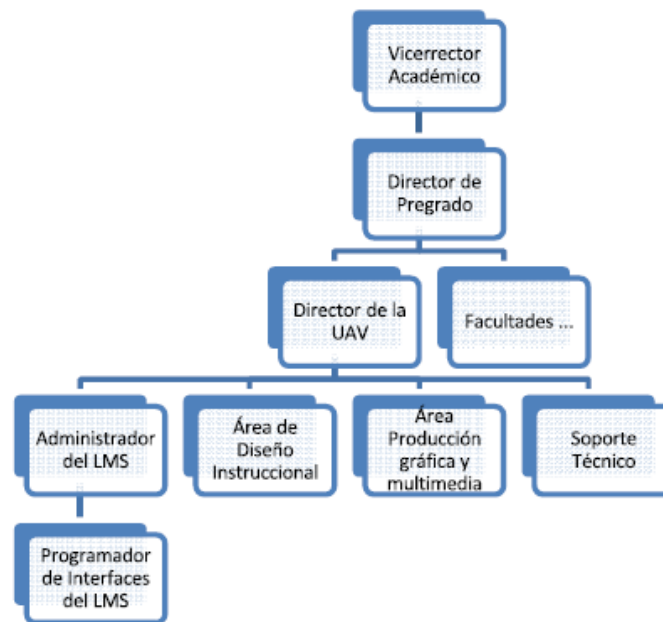 Vicerrector
Académico
Director de
Pregrado
Director de la
UAV
Facultades ...
Administrador
del LMS
Área de
Diseño
Instruccional
Área
Producción
gráfica y
multimedia
Soporte
Técnico
Programador
de Interfaces
del LMS